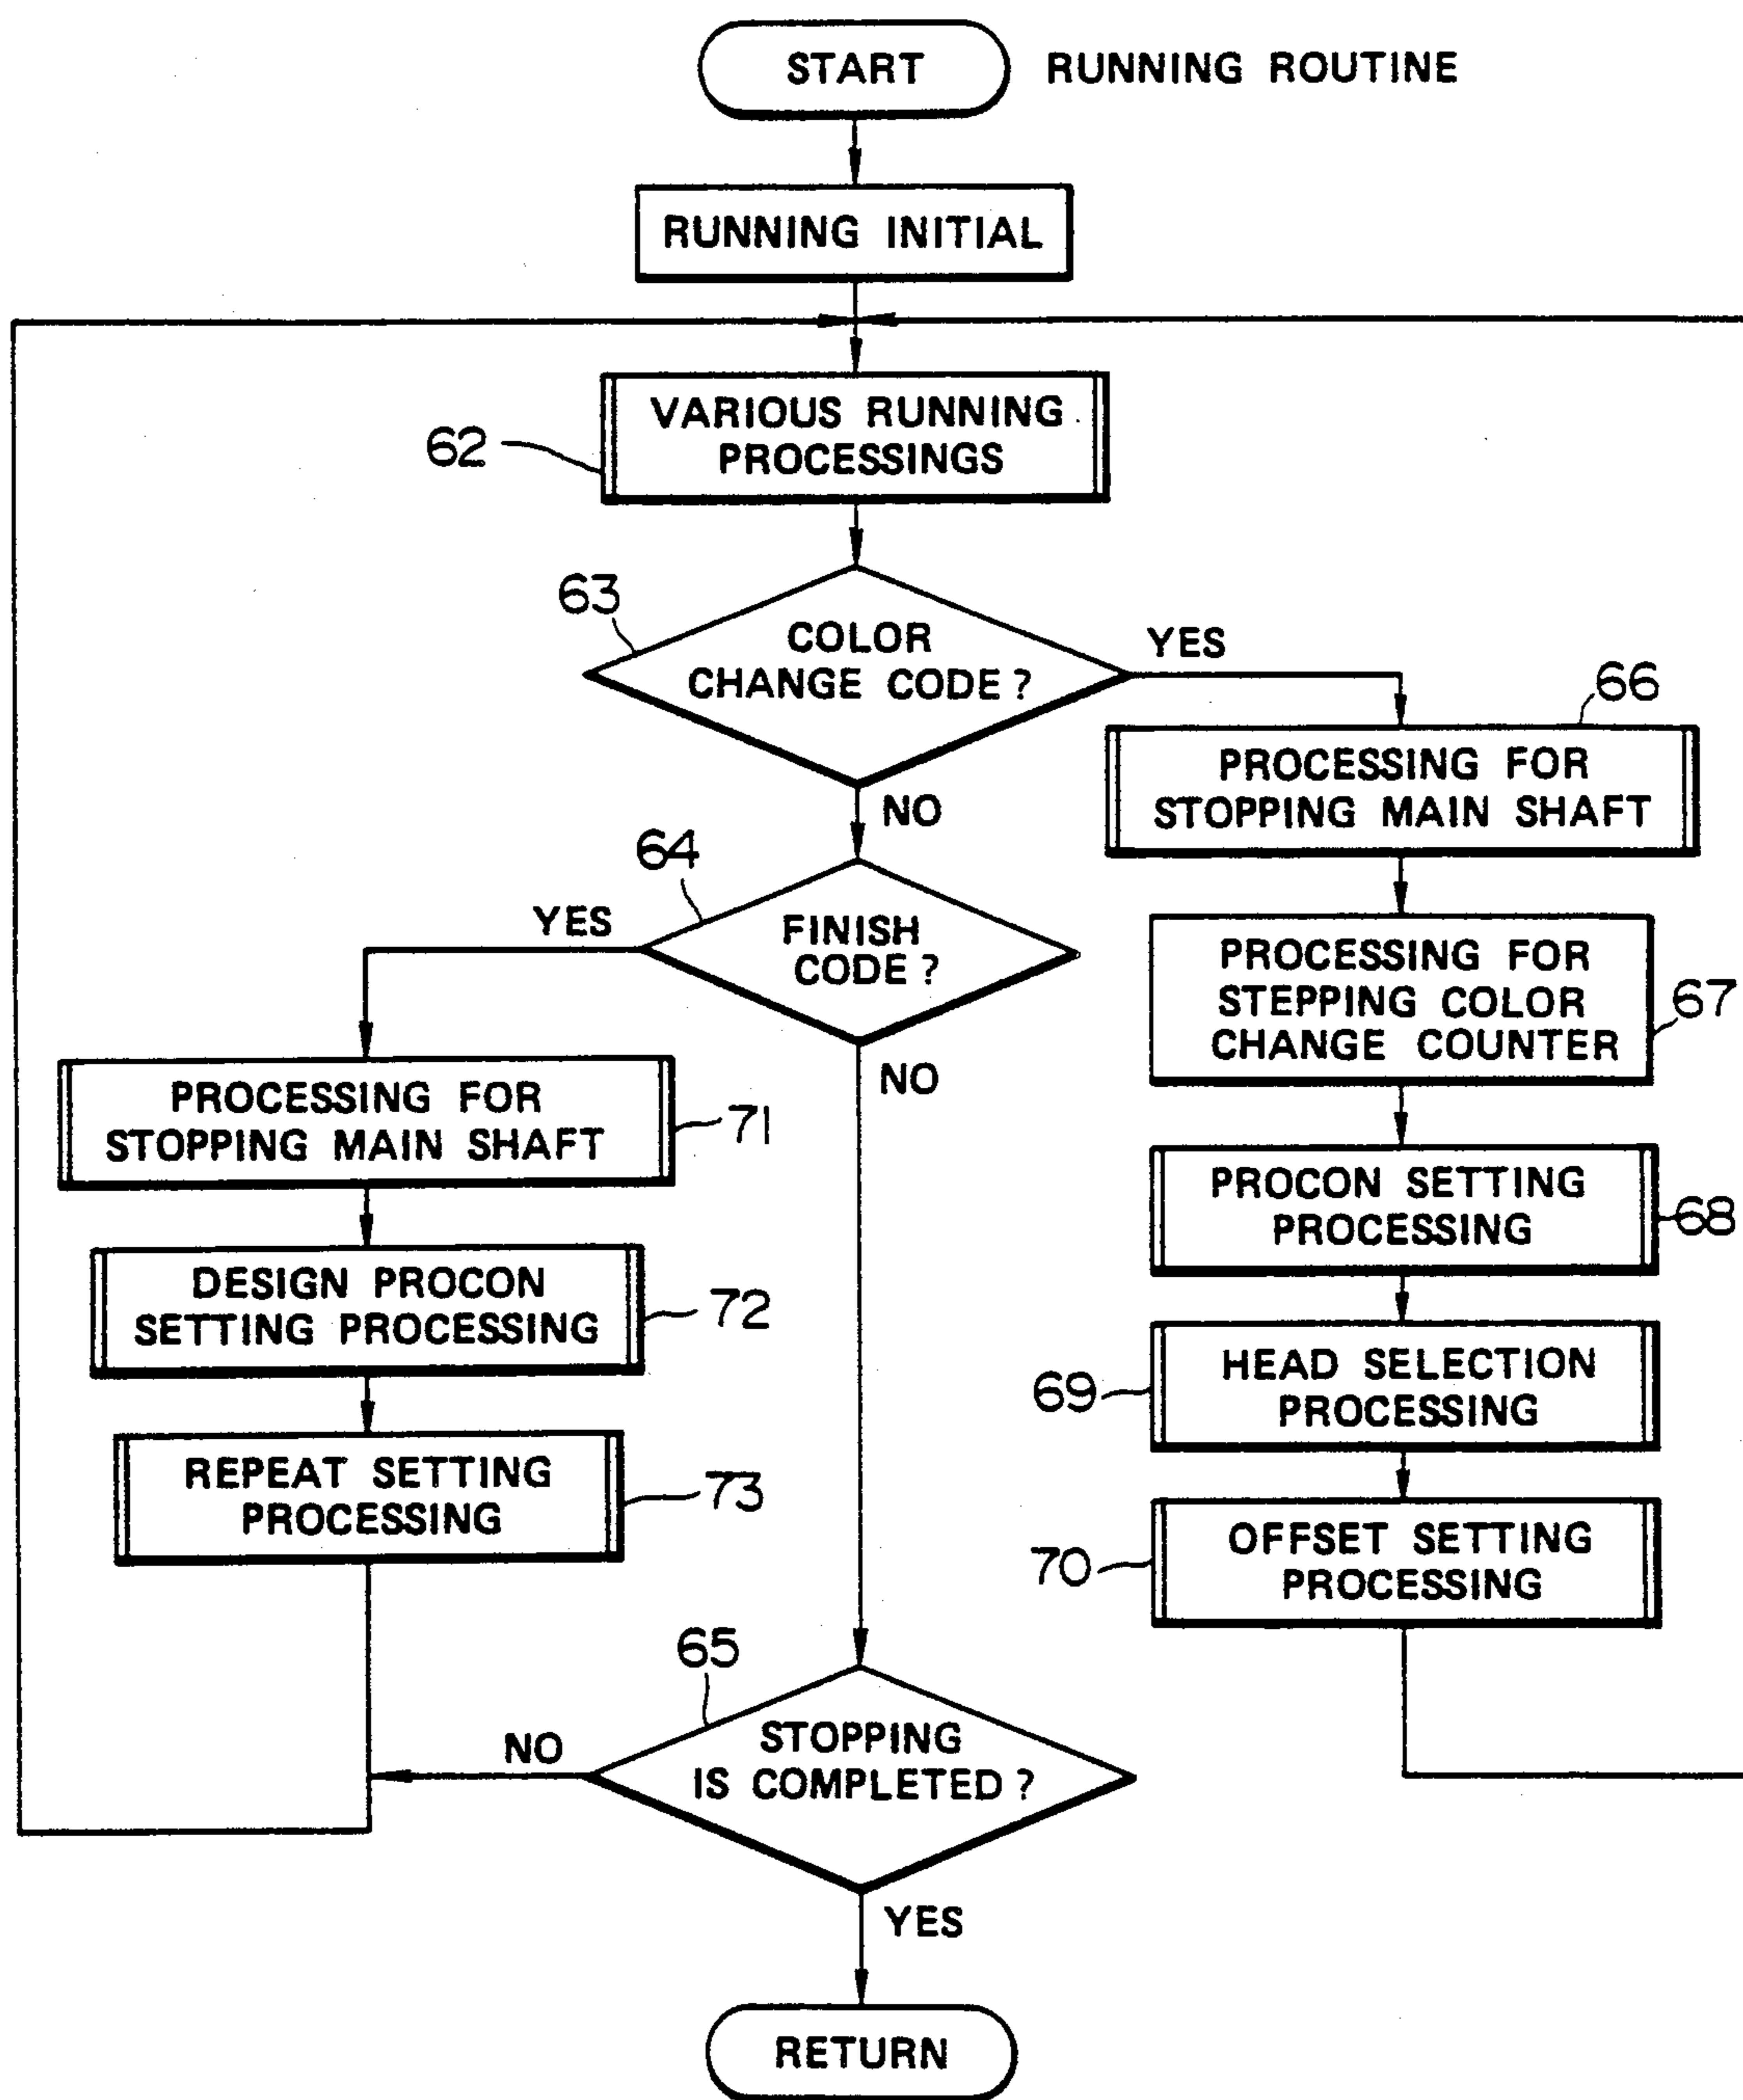 START
RUNNING ROUTINE
RUNNING INITIAL
VARIOUS RUNNING
PROCESSINGS
62
63
COLOR
CHANGE CODE?
YES
NO
66
PROCESSING FOR
STOPPING MAIN SHAFT
64
YES
FINISH
CODE?
NO
PROCESSING FOR
STEPPING COLOR
CHANGE COUNTER
67
PROCESSING FOR
STOPPING MAIN SHAFT
71
PROCON SETTING
PROCESSING
68
DESIGN PROCON
SETTING PROCESSING
72
HEAD SELECTION
PROCESSING
69
REPEAT SETTING
PROCESSING
73
OFFSET SETTING
PROCESSING
70
65
STOPPING
IS COMPLETED?
NO
YES
RETURN